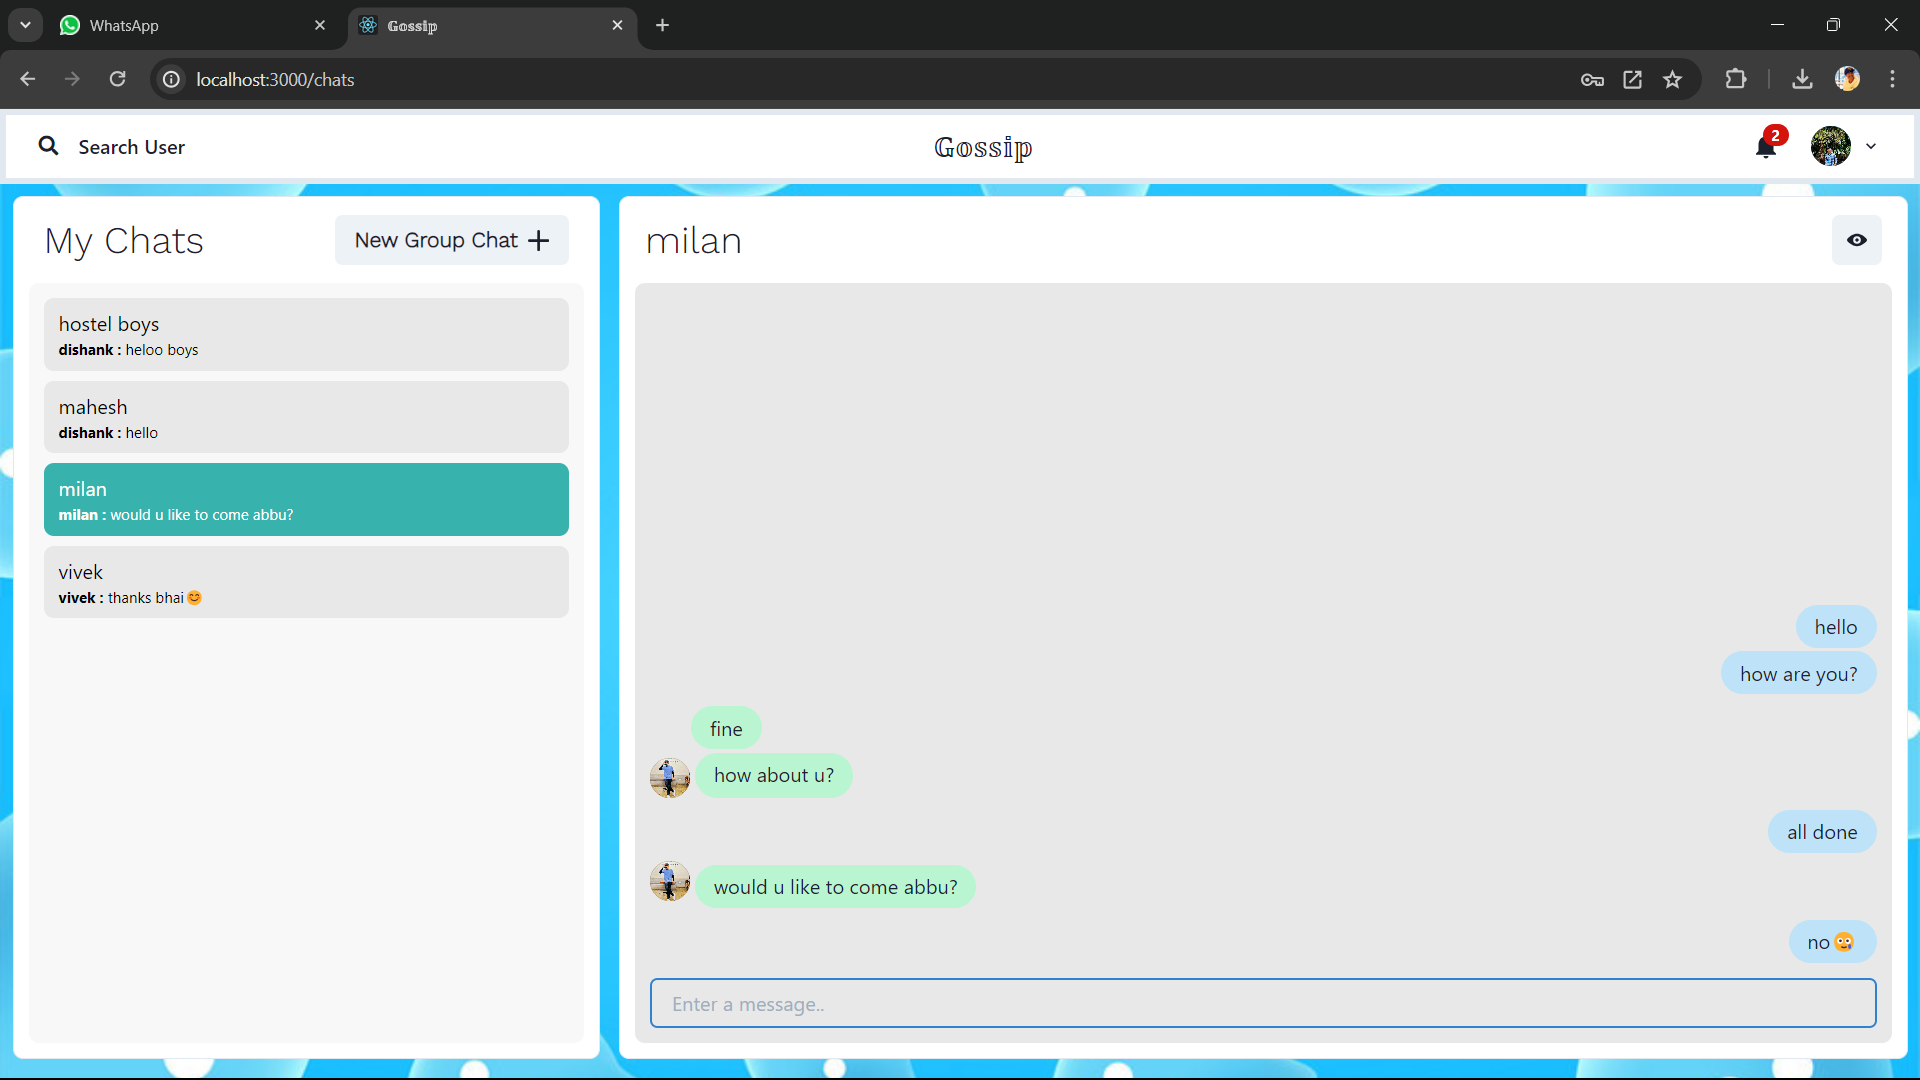 WhatsApp
Gossip
localhost:3000/chats
Search User
Gossip
2
My Chats
New Group Chat +
hostel boys
dishank : heloo boys
mahesh
dishank : hello
milan
milan : would u like to come abbu?
vivek
vivek : thanks bhai😊
milan
hello
how are you?
fine
how about u?
all done
would u like to come abbu?
no🥴
Enter a message..